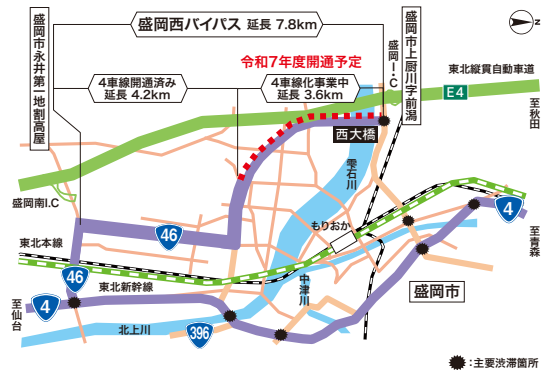 盛岡西バイパス 延長 7.8km
N
盛岡市永井第一地割高屋
盛岡市上厨川字前潟
盛岡I.C
令和7年度開通予定
東北縦貫自動車道
4車線開通済み
延長 4.2km
4車線化事業中
延長 3.6km
E4
至秋田
西大橋
雫石川
盛岡南I.C
もりおか
46
4
東北本線
至青森
46
東北新幹線
中津川
盛岡市
4
至仙台
北上川
396
:主要渋滞箇所